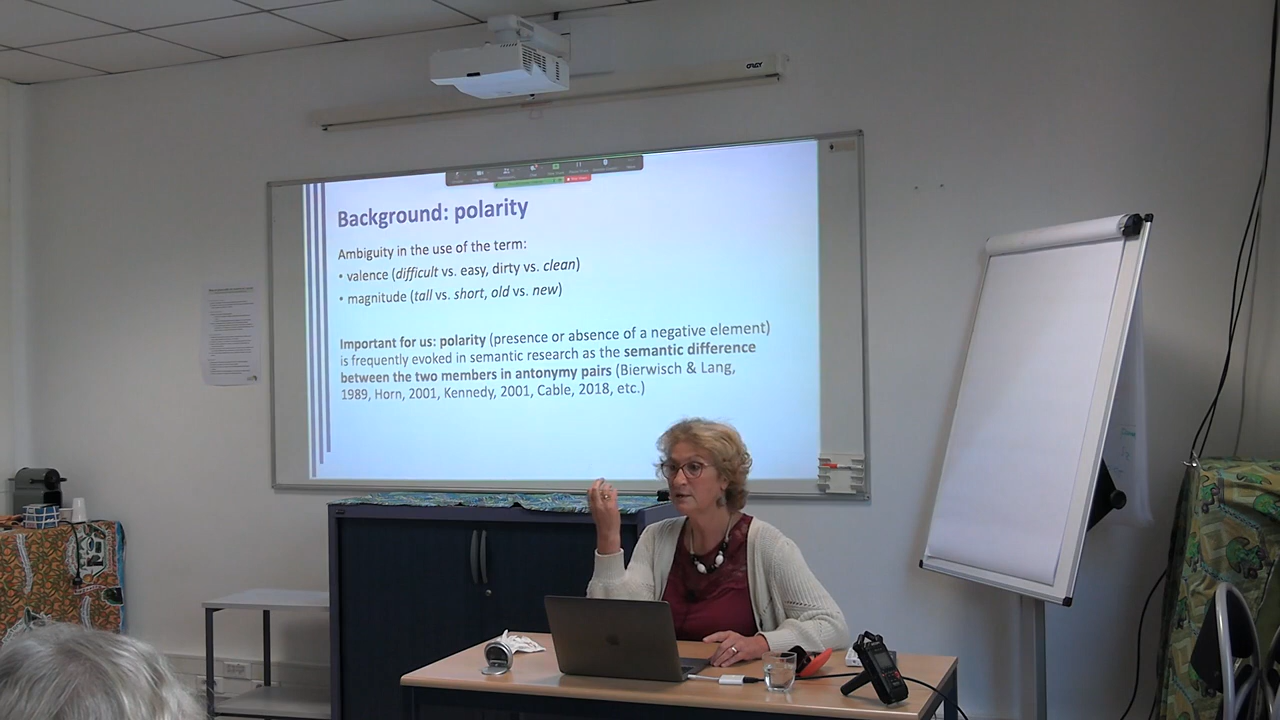 Background: polarity
Ambiguity in the use of the term:
• valence (difficult vs. easy, dirty vs. clean)
• magnitude (tall vs. short, old vs. new)
Important for us: polarity (presence or absence of a negative element)
is frequently evoked in semantic research as the semantic difference
between the two members in antonymy pairs (Bierwisch & Lang,
1989, Horn, 2001, Kennedy, 2001, Cable, 2018, etc.)